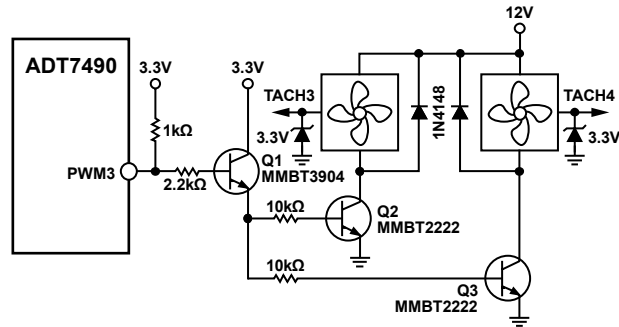 12V
ADT7490
3.3V
3.3V
TACH3
TACH4
1N4148
3.3V
3.3V
1kΩ
PWM3
2.2kΩ
Q1
MMBT3904
10kΩ
Q2
MMBT2222
10kΩ
Q3
MMBT2222